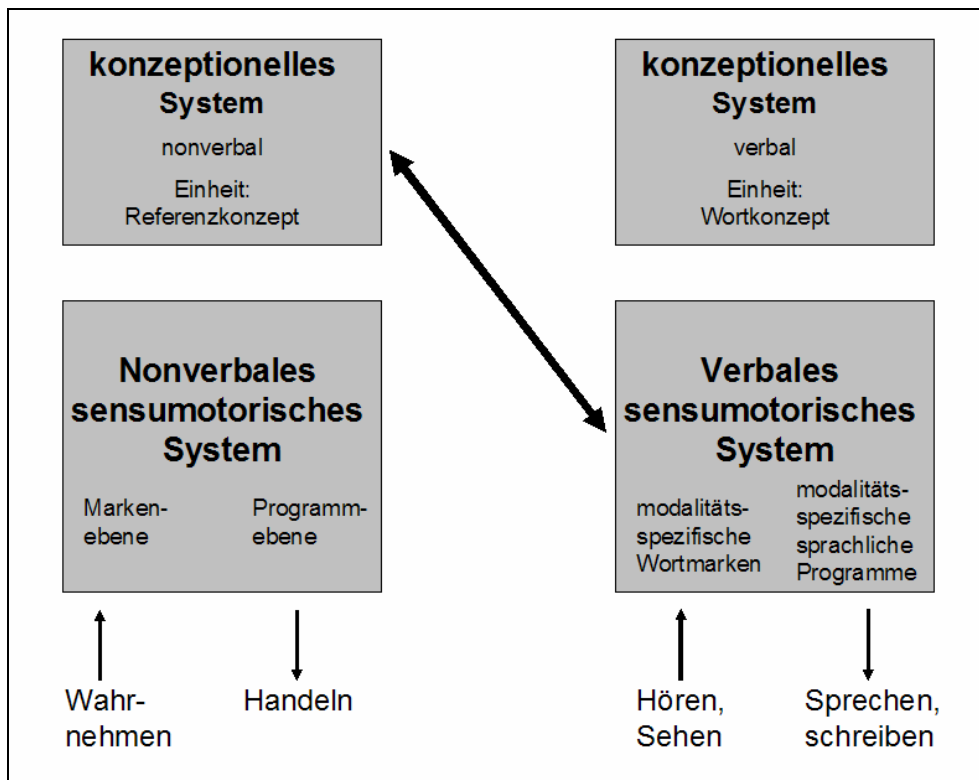 konzeptionelles
System
nonverbal
Einheit:
Referenzkonzept
konzeptionelles
System
verbal
Einheit:
Wortkonzept
Nonverbales
sensumotorisches
System
Marken-
ebene
Programm-
ebene
Verbales
sensumotorisches
System
modalitäts-
spezifische
Wortmarken
modalitäts-
spezifische
sprachliche
Programme
Wahr-
nehmen
Handeln
Hören,
Sehen
Sprechen,
schreiben